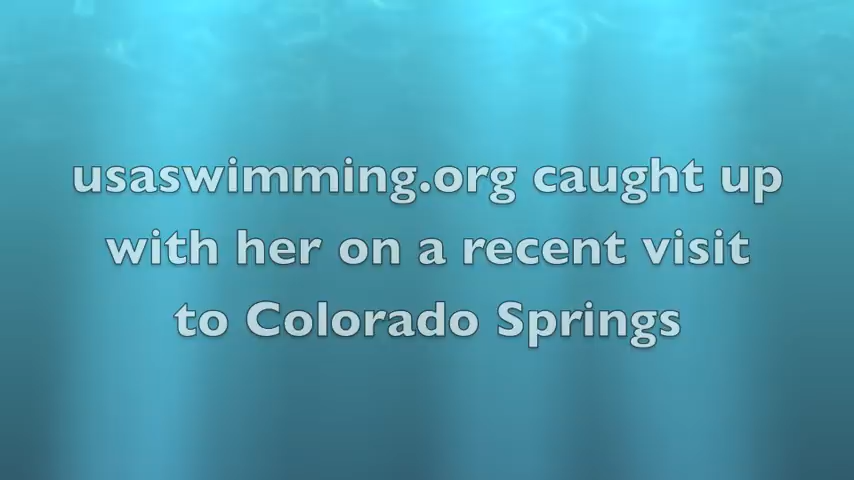 usaswimming.org caught up
with her on a recent visit
to Colorado Springs